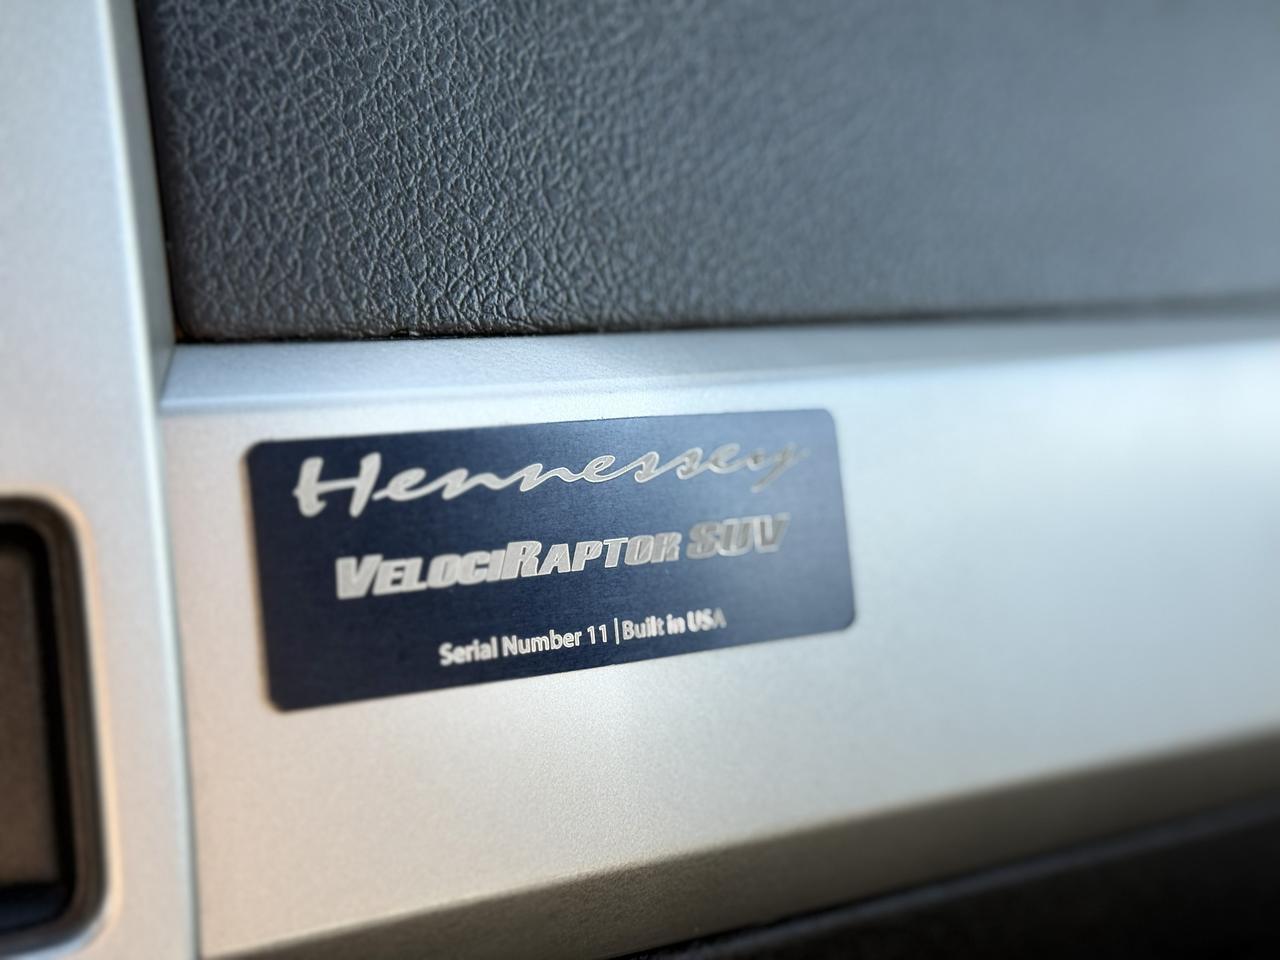 Hennessey
VELOCIRAPTOR SUV
Serial Number 11 | Built in USA